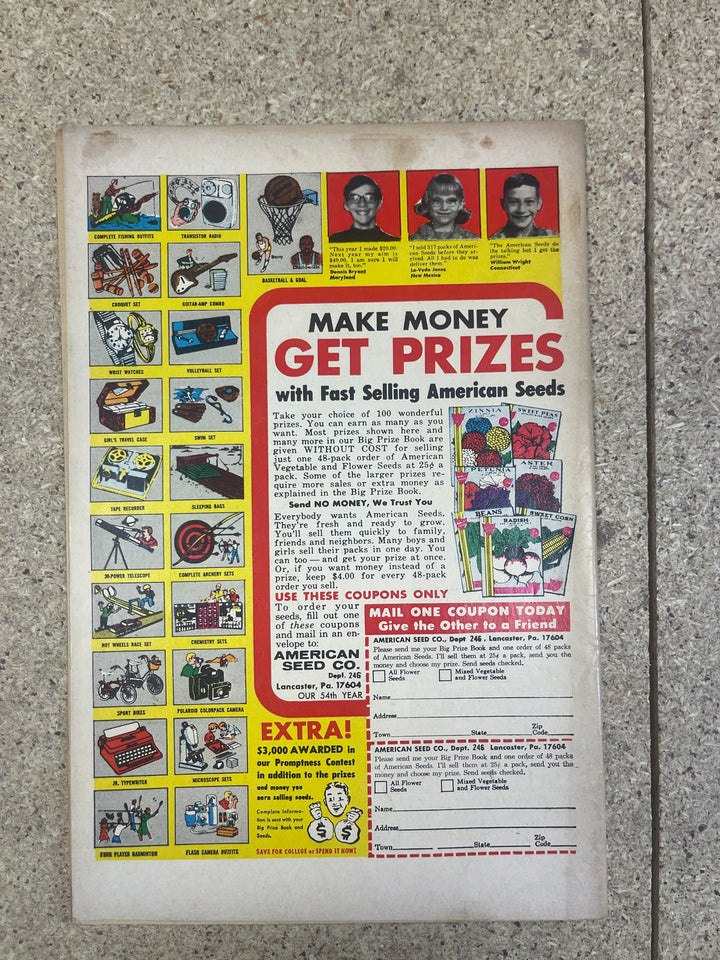 COMPLETE FISHING OUTFITS
TRANSISTOR RADIO
BASKETBALL & GOAL
CROQUET SET
GUITAR-AMP COMBO
WRIST WATCHES
VOLLEYBALL SET
GIRL'S TRAVEL CASE
SWIM SET
TAPE RECORDER
SLEEPING BAGS
30-POWER TELESCOPE
COMPLETE ARCHERY SETS
HOT WHEELS RACE SET
CHEMISTRY SETS
SPORT BIKES
POLAROID COLORPACK CAMERA
JR. TYPEWRITER
MICROSCOPE SETS
FOUR PLAYER BADMINTON
FLASH CAMERA OUTFITS
"This year I made $20.00.
Next year my aim is
$40.00. I am sure I will
make it, too."
Dennis Bryant
Maryland
"I sold 317 packs of Ameri-
can Seeds before they ar-
rived. All I had to do was
deliver them."
La-Vada Jones
New Mexico
"The American Seeds do
the talking but I get the
prizes."
William Wright
Connecticut
MAKE MONEY
GET PRIZES
with Fast Selling American Seeds
Take your choice of 100 wonderful
prizes. You can earn as many as you
want. Most prizes shown here and
many more in our Big Prize Book are
given WITHOUT COST for selling
just one 48-pack order of American
Vegetable and Flower Seeds at 25¢ a
pack. Some of the larger prizes re-
quire more sales or extra money as
explained in the Big Prize Book.
Send NO MONEY, We Trust You
Everybody wants American Seeds.
They're fresh and ready to grow.
You'll sell them quickly to family,
friends and neighbors. Many boys and
girls sell their packs in one day. You
can too—and get your prize at once.
Or, if you want money instead of a
prize, keep $4.00 for every 48-pack
order you sell.
ZINNIA
SWEET PEAS
PETUNIA
ASTER
BEANS
RADISH
SWEET CORN
USE THESE COUPONS ONLY
To order your
seeds, fill out one
of these coupons
and mail in an en-
velope to:
AMERICAN
SEED CO.
Dept. 246
Lancaster, Pa. 17604
OUR 54th YEAR
MAIL ONE COUPON TODAY
Give the Other to a Friend
AMERICAN SEED CO., Dept 246, Lancaster, Pa. 17604
Please send me your Big Prize Book and one order of 48 packs
of American Seeds. I'll sell them at 25¢ a pack, send you the
money and choose my prize. Send seeds checked.
All Flower
Seeds
Mixed Vegetable
and Flower Seeds
Name
Address
Zip
Town State Code
AMERICAN SEED CO., Dept. 246 Lancaster, Pa. 17604
Please send me your Big Prize Book and one order of 48 packs
of American Seeds. I'll sell them at 25¢ a pack, send you the
money and choose my prize. Send seeds checked
All Flower
Seeds
Mixed Vegetable
and Flower Seeds
Name
Address
Zip
Town State Code
EXTRA!
$3,000 AWARDED in
our Promptness Contest
in addition to the prizes
and money you
earn selling seeds.
Complete informa-
tion is sent with your
Big Prize Book and
Seeds.
$ $
SAVE FOR COLLEGE or SPEND IT NOW!